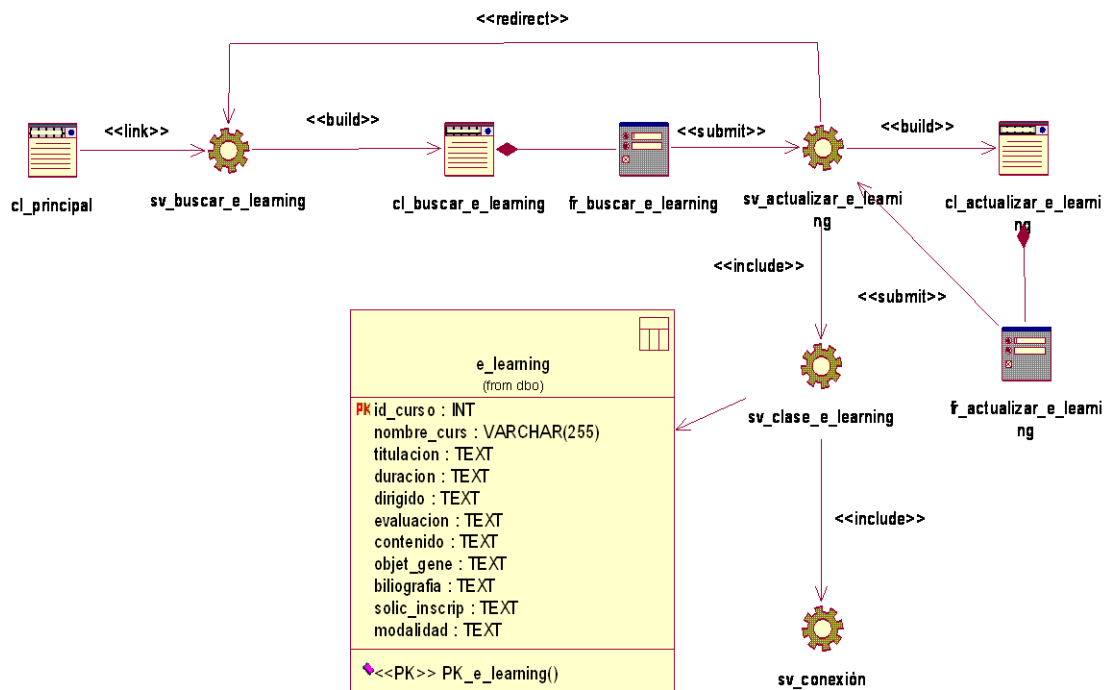 <<redirect>>
<<link>>
<<build>>
<<submit>>
<<build>>
cl_principal
sv_buscar_e_learning
cl_buscar_e_learning
fr_buscar_e_learning
sv_actualizar_e_learni
ng
cl_actualizar_e_learni
ng
<<include>>
<<submit>>
e_learning
(from dbo)
PK id_curso : INT
nombre_curs : VARCHAR(255)
titulacion : TEXT
duracion : TEXT
dirigido : TEXT
evaluacion : TEXT
contenido : TEXT
objet_gene : TEXT
biliografia : TEXT
solic_inscrip : TEXT
modalidad : TEXT
<<PK>> PK_e_learning()
sv_clase_e_learning
fr_actualizar_e_learni
ng
<<include>>
sv_conexión